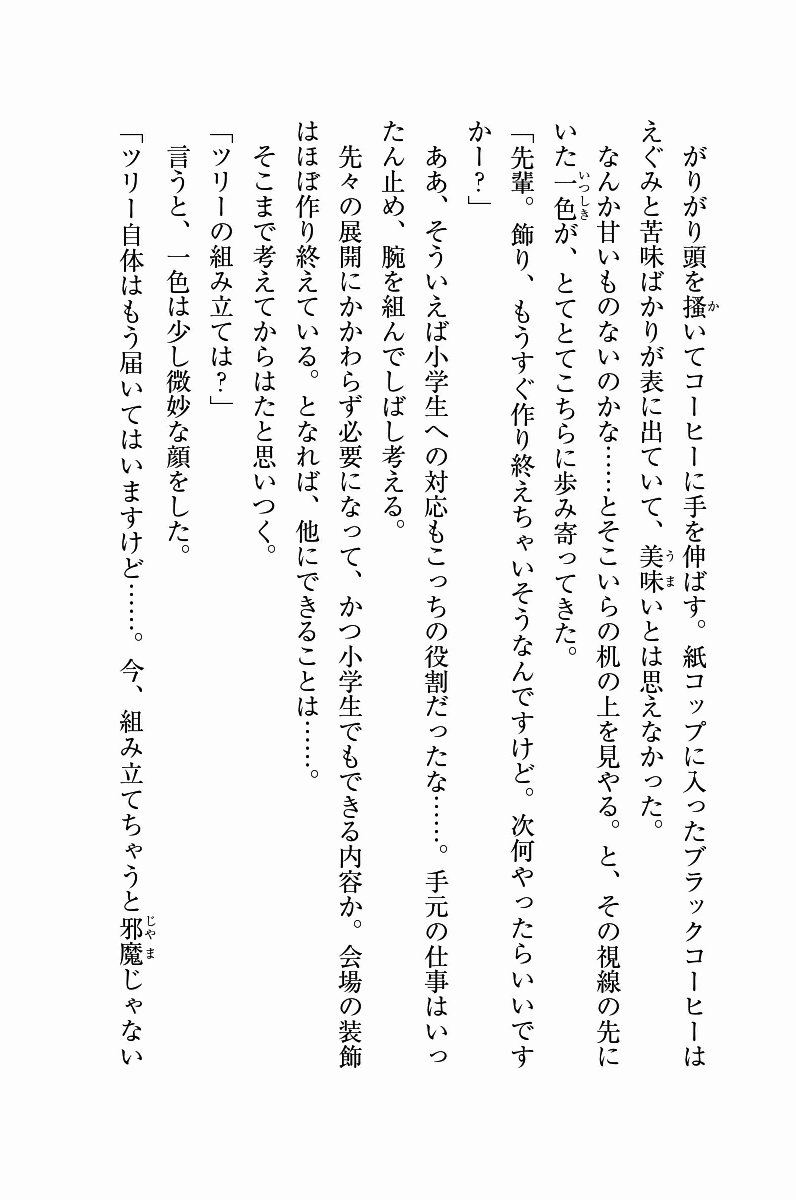 がりがり頭を掻いてコーヒーに手を伸ばす。紙コップに入ったブラックコーヒーは
えぐみと苦味ばかりが表に出ていて、美味いとは思えなかった。
　なんか甘いものないのかな……とそこいらの机の上を見やる。と、その視線の先に
いた一色が、とてとてこちらに歩み寄ってきた。
「先輩。飾り、もうすぐ作り終えちゃいそうなんですけど。次何やったらいいです
かー？」
　ああ、そういえば小学生への対応もこっちの役割だったな……。手元の仕事はいっ
たん止め、腕を組んでしばし考える。
　先々の展開にかかわらず必要になって、かつ小学生でもできる内容か。会場の装飾
はほぼ作り終えている。となれば、他にできることは……。
　そこまで考えてからはたと思いつく。
「ツリーの組み立ては？」
　言うと、一色は少し微妙な顔をした。
「ツリー自体はもう届いてはいますけど……。今、組み立てちゃうと邪魔じゃない